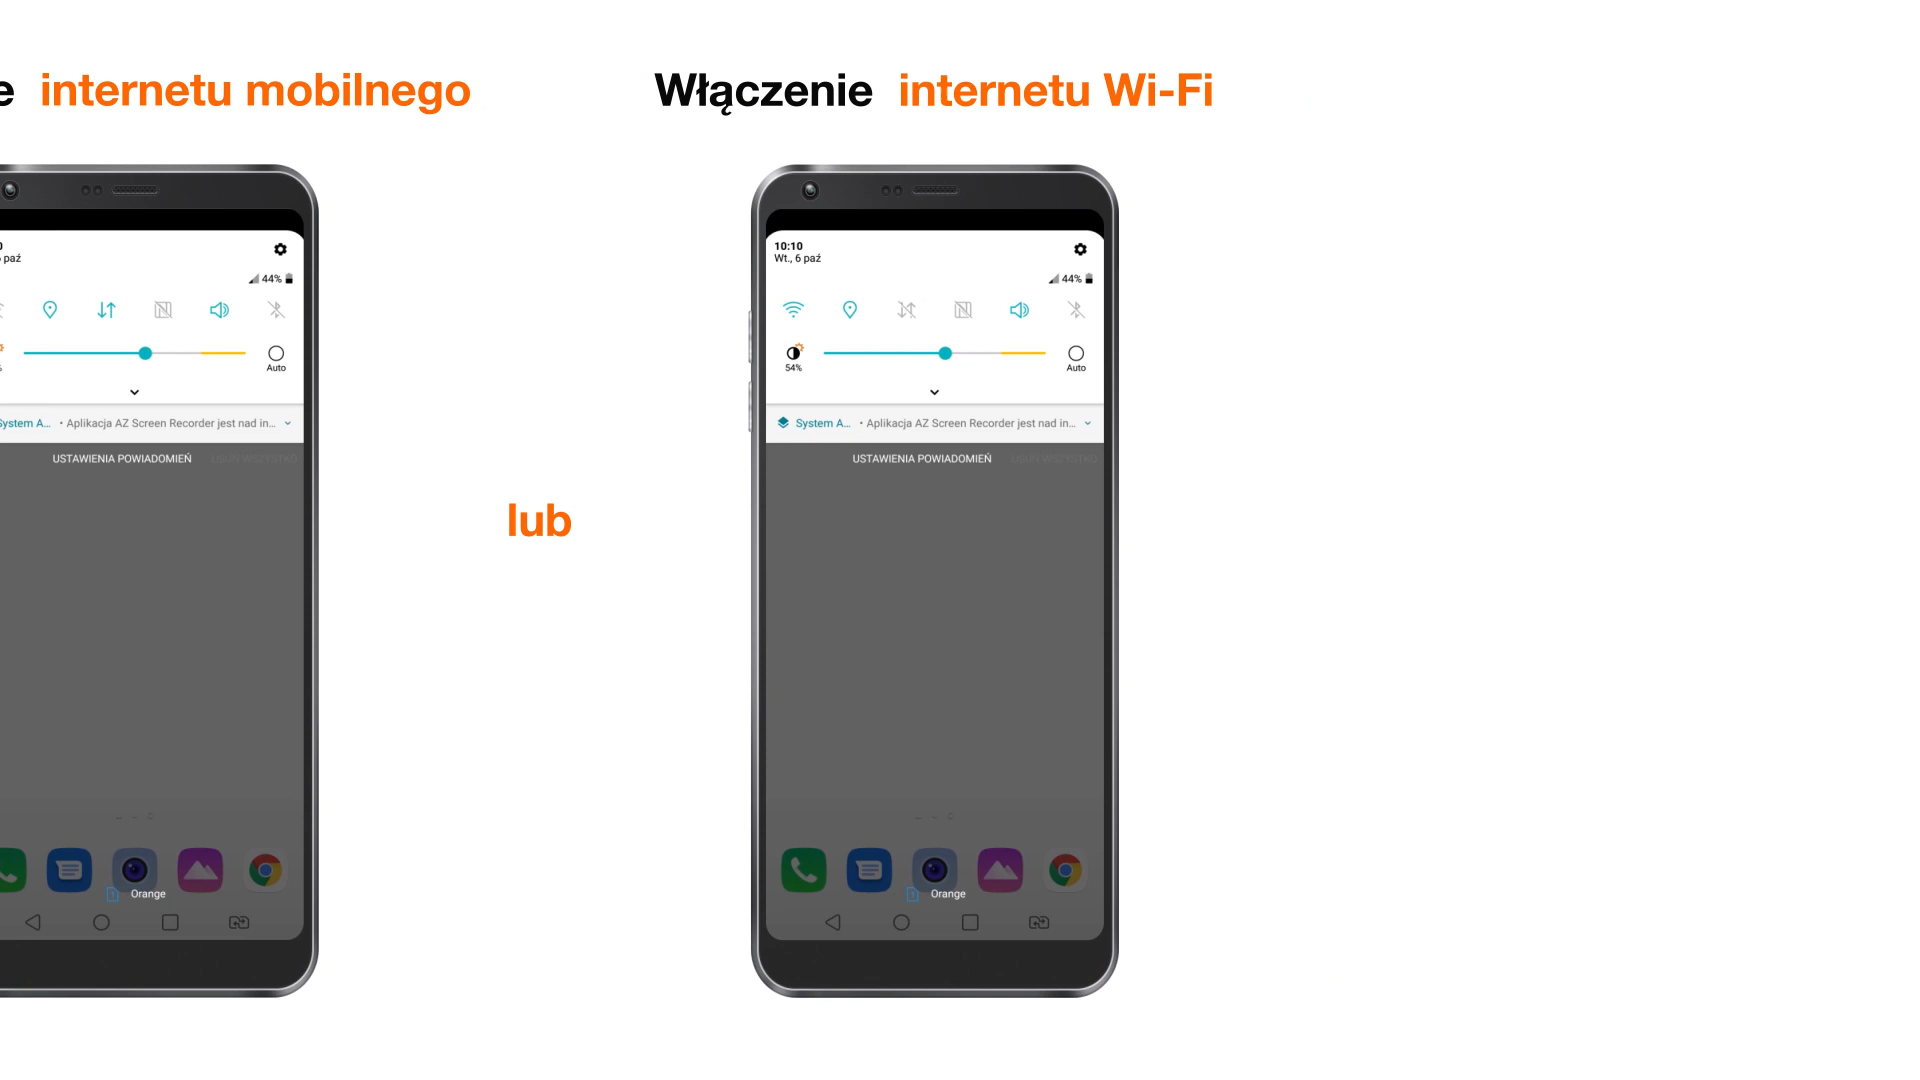 e internetu mobilnego
Włączenie internetu Wi-Fi
paź
44%
Auto
System A... • Aplikacja AZ Screen Recorder jest nad in...
USTAWIENIA POWIADOMIEŃ
Orange
lub
10:10
Wt., 6 paź
44%
54%
Auto
System A... • Aplikacja AZ Screen Recorder jest nad in...
USTAWIENIA POWIADOMIEŃ
Orange